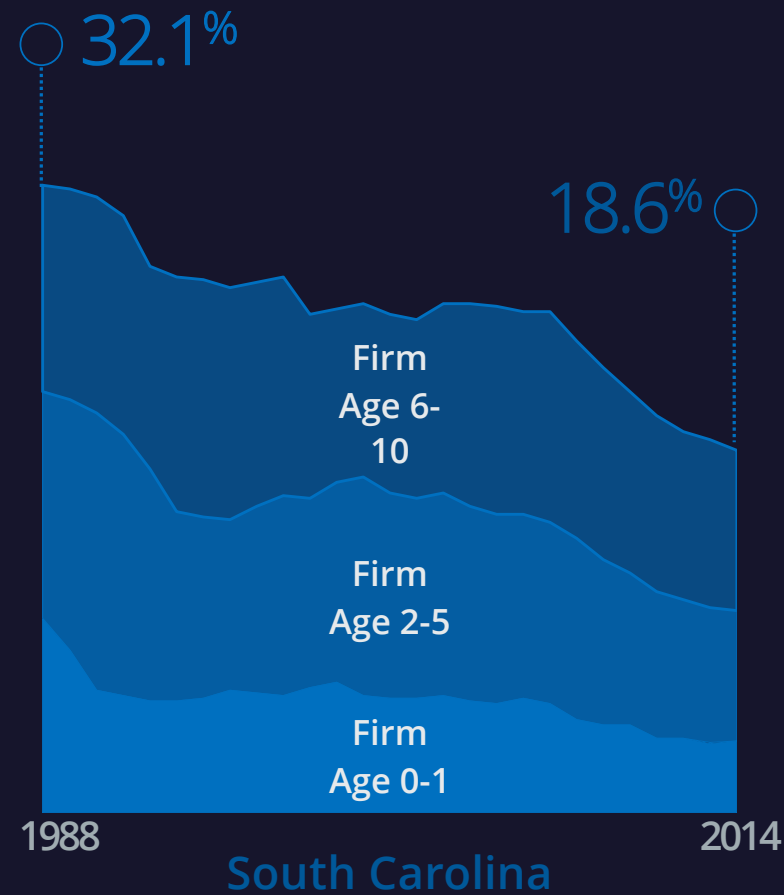 32.1%
18.6%
Firm
Age 6-
10
Firm
Age 2-5
Firm
Age 0-1
1988
2014
South Carolina